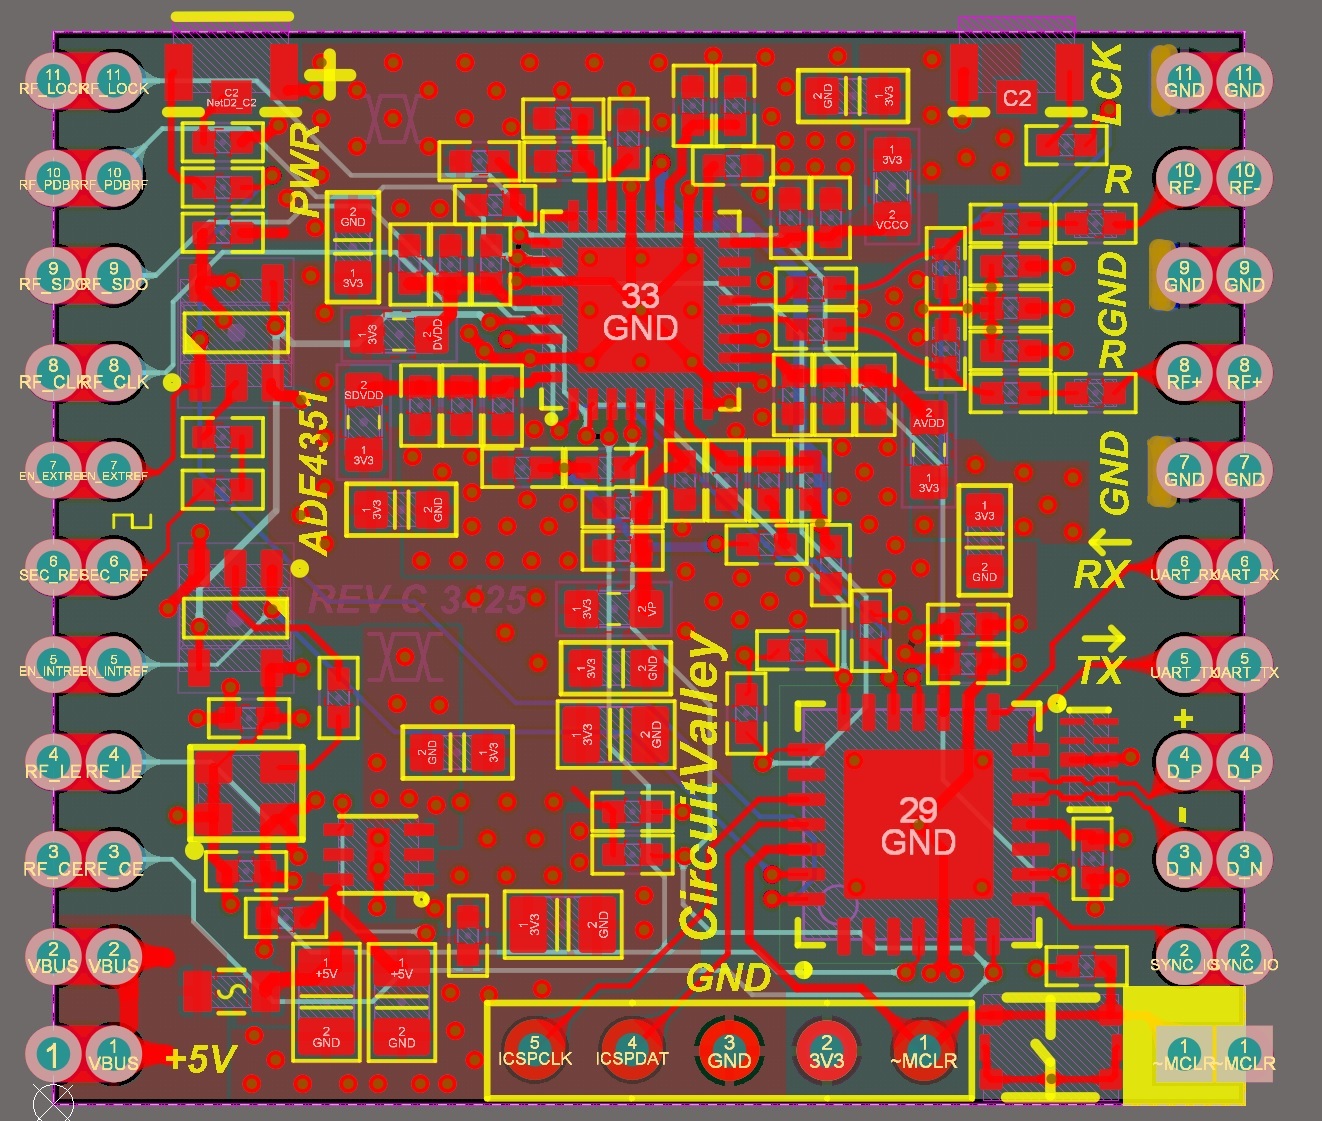 11
RF_LOCK
11
RF_LOCK
10
RF_PDBRF
10
RF_PDBRF
9
RF_SDO
9
RF_SDO
8
RF_CLK
8
RF_CLK
7
EN_EXTREF
7
EN_EXTREF
6
SEC_REF
6
SEC_REF
5
EN_INTREF
5
EN_INTREF
4
RF_LE
4
RF_LE
3
RF_CE
3
RF_CE
2
VBUS
2
VBUS
1
1
VBUS
+5V
C2
NetD2_C2
+
PWR
2
GND
1
3V3
1
3V3
2
DVDD
2
SDVDD
1
3V3
ADF4351
1
3V3
2
GND
REV C 3425
33
GND
2
GND
1
3V3
1
3V3
2
VCCO
C2
LCK
R
RGND
R
GND
2
AVDD
1
3V3
1
3V3
2
GND
RX
TX
+
-
1
3V3
2
VP
1
3V3
2
GND
1
3V3
2
GND
2
GND
1
3V3
1
3V3
2
GND
CircuitValley
29
GND
S
1
+5V
2
GND
1
+5V
2
GND
GND
5
ICSPCLK
4
ICSPDAT
3
GND
2
3V3
1
~MCLR
11
GND
11
GND
10
RF-
10
RF-
9
GND
9
GND
8
RF+
8
RF+
7
GND
7
GND
6
UART_RX
6
UART_RX
5
UART_TX
5
UART_TX
4
D_P
4
D_P
3
D_N
3
D_N
2
SYNC_IO
2
SYNC_IO
1
~MCLR
1
~MCLR